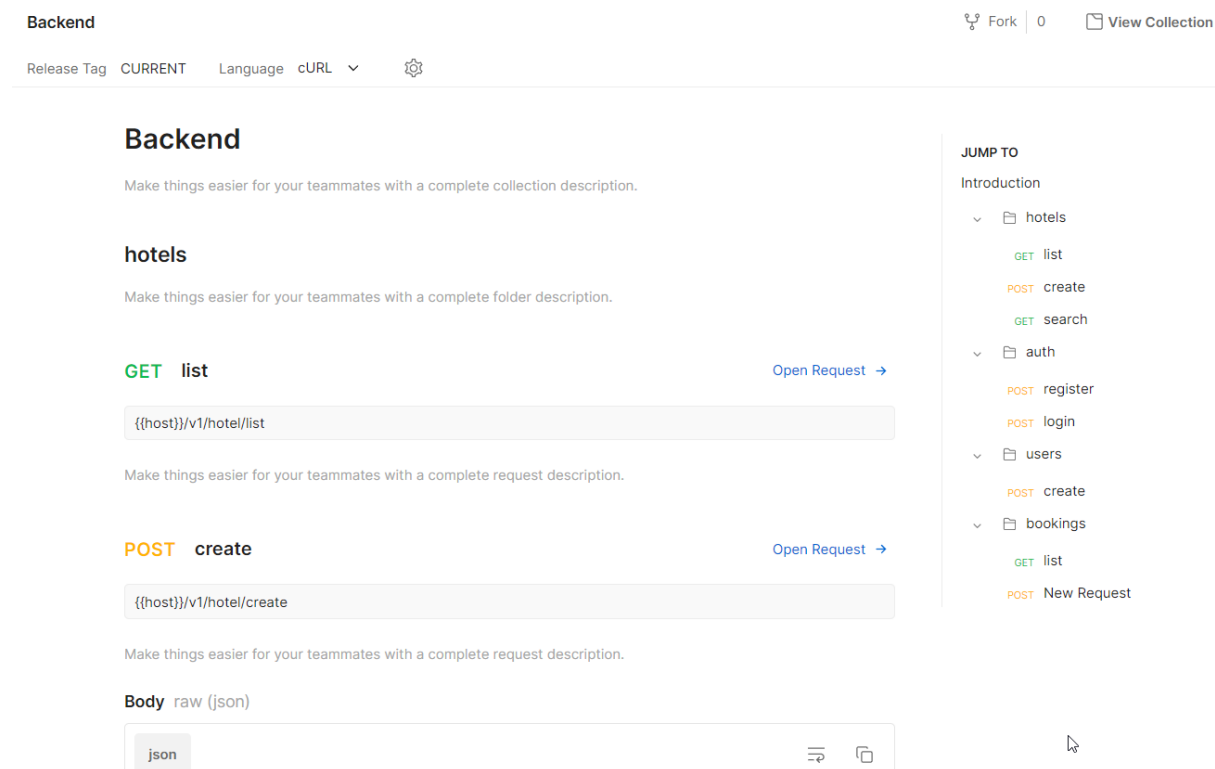 Backend
Fork 0 View Collection
Release Tag CURRENT Language cURL
Backend
Make things easier for your teammates with a complete collection description.
hotels
Make things easier for your teammates with a complete folder description.
GET list Open Request →
{{host}}/v1/hotel/list
Make things easier for your teammates with a complete request description.
POST create Open Request →
{{host}}/v1/hotel/create
Make things easier for your teammates with a complete request description.
Body raw (json)
json
JUMP TO
Introduction
hotels
GET list
POST create
GET search
auth
POST register
POST login
users
POST create
bookings
GET list
POST New Request